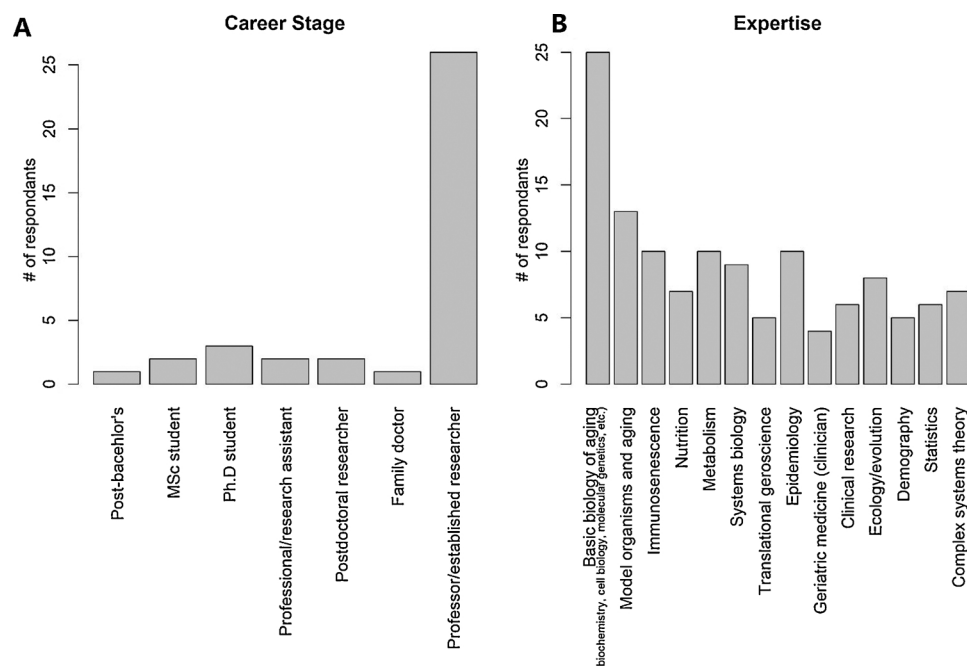 A
Career Stage
# of respondants
0
5
10
15
20
25
Post-bacehlor's
MSc student
Ph.D student
Professional/research assistant
Postdoctoral researcher
Family doctor
Professor/established researcher
B
Expertise
# of respondants
0
5
10
15
20
25
Basic biology of aging
biochemistry, cell biology, molecular genetics, etc.)
Model organisms and aging
Immunosenescence
Nutrition
Metabolism
Systems biology
Translational geroscience
Epidemiology
Geriatric medicine (clinician)
Clinical research
Ecology/evolution
Demography
Statistics
Complex systems theory